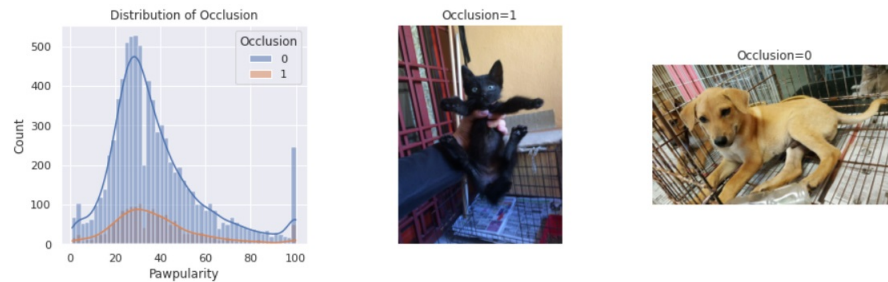 Distribution of Occlusion
Occlusion
0
1
500
400
300
200
100
0
Count
0 20 40 60 80 100
Pawpularity
Occlusion=1
Occlusion=0